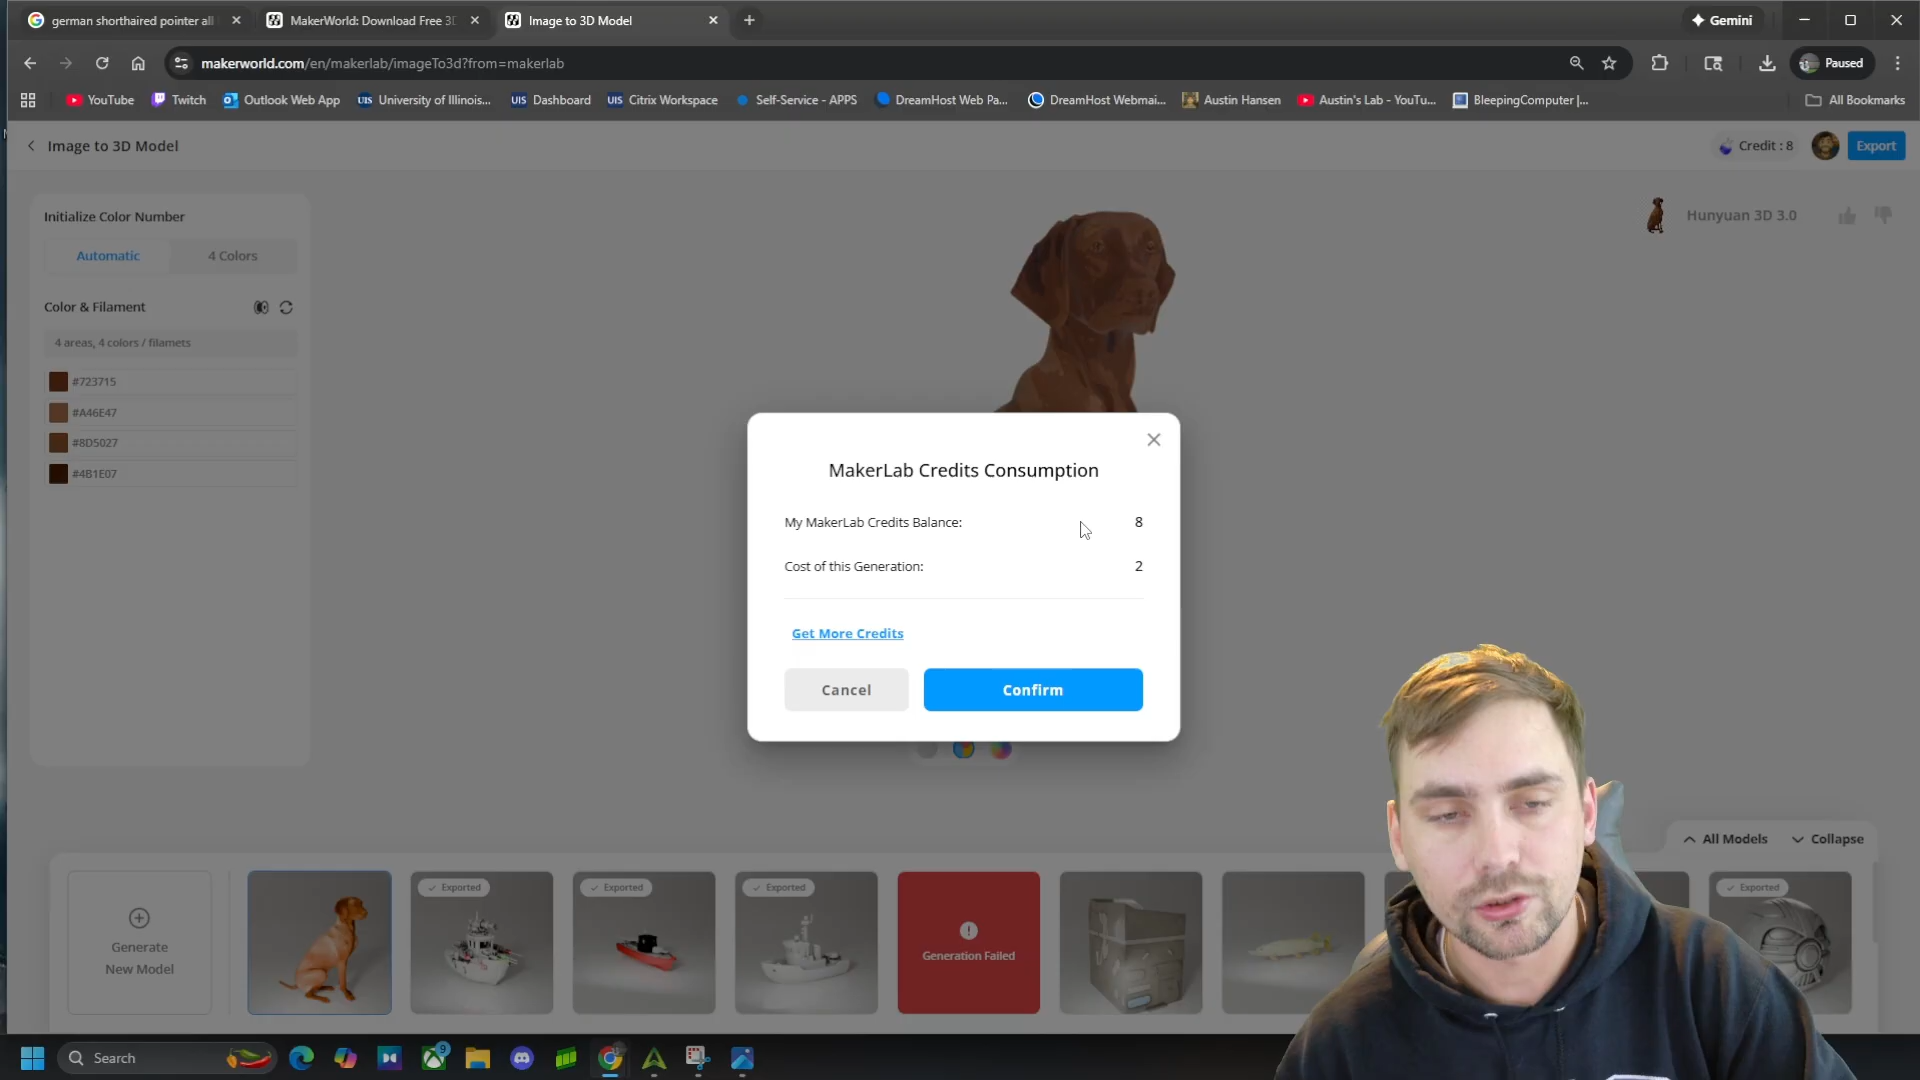 german shorthaired pointer all
MakerWorld: Download Free 3D
Image to 3D Model
Gemini
makerworld.com/en/makerlab/imageTo3d?from=makerlab
Paused
YouTube
Twitch
Outlook Web App
UIS University of Illinois...
UIS Dashboard
UIS Citrix Workspace
Self-Service - APPS
DreamHost Web Pa...
DreamHost Webmai...
Austin Hansen
Austin's Lab - YouTu...
BleepingComputer |...
All Bookmarks
Image to 3D Model
Credit : 8
Export
Initialize Color Number
Automatic
4 Colors
Color & Filament
4 areas, 4 colors / filamets
#723715
#A46E47
#8D5027
#4B1E07
Hunyuan 3D 3.0
MakerLab Credits Consumption
My MakerLab Credits Balance: 8
Cost of this Generation: 2
Get More Credits
Cancel
Confirm
All Models
Collapse
Generate
New Model
Exported
Exported
Exported
Generation Failed
Exported
Search
9